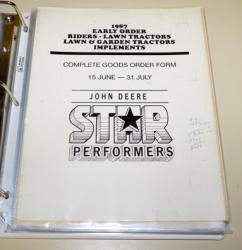 1987
EARLY ORDER
RIDERS - LAWN TRACTORS
LAWN & GARDEN TRACTORS
IMPLEMENTS
COMPLETE GOODS ORDER FORM
15 JUNE — 31 JULY
JOHN DEERE
STAR
PERFORMERS